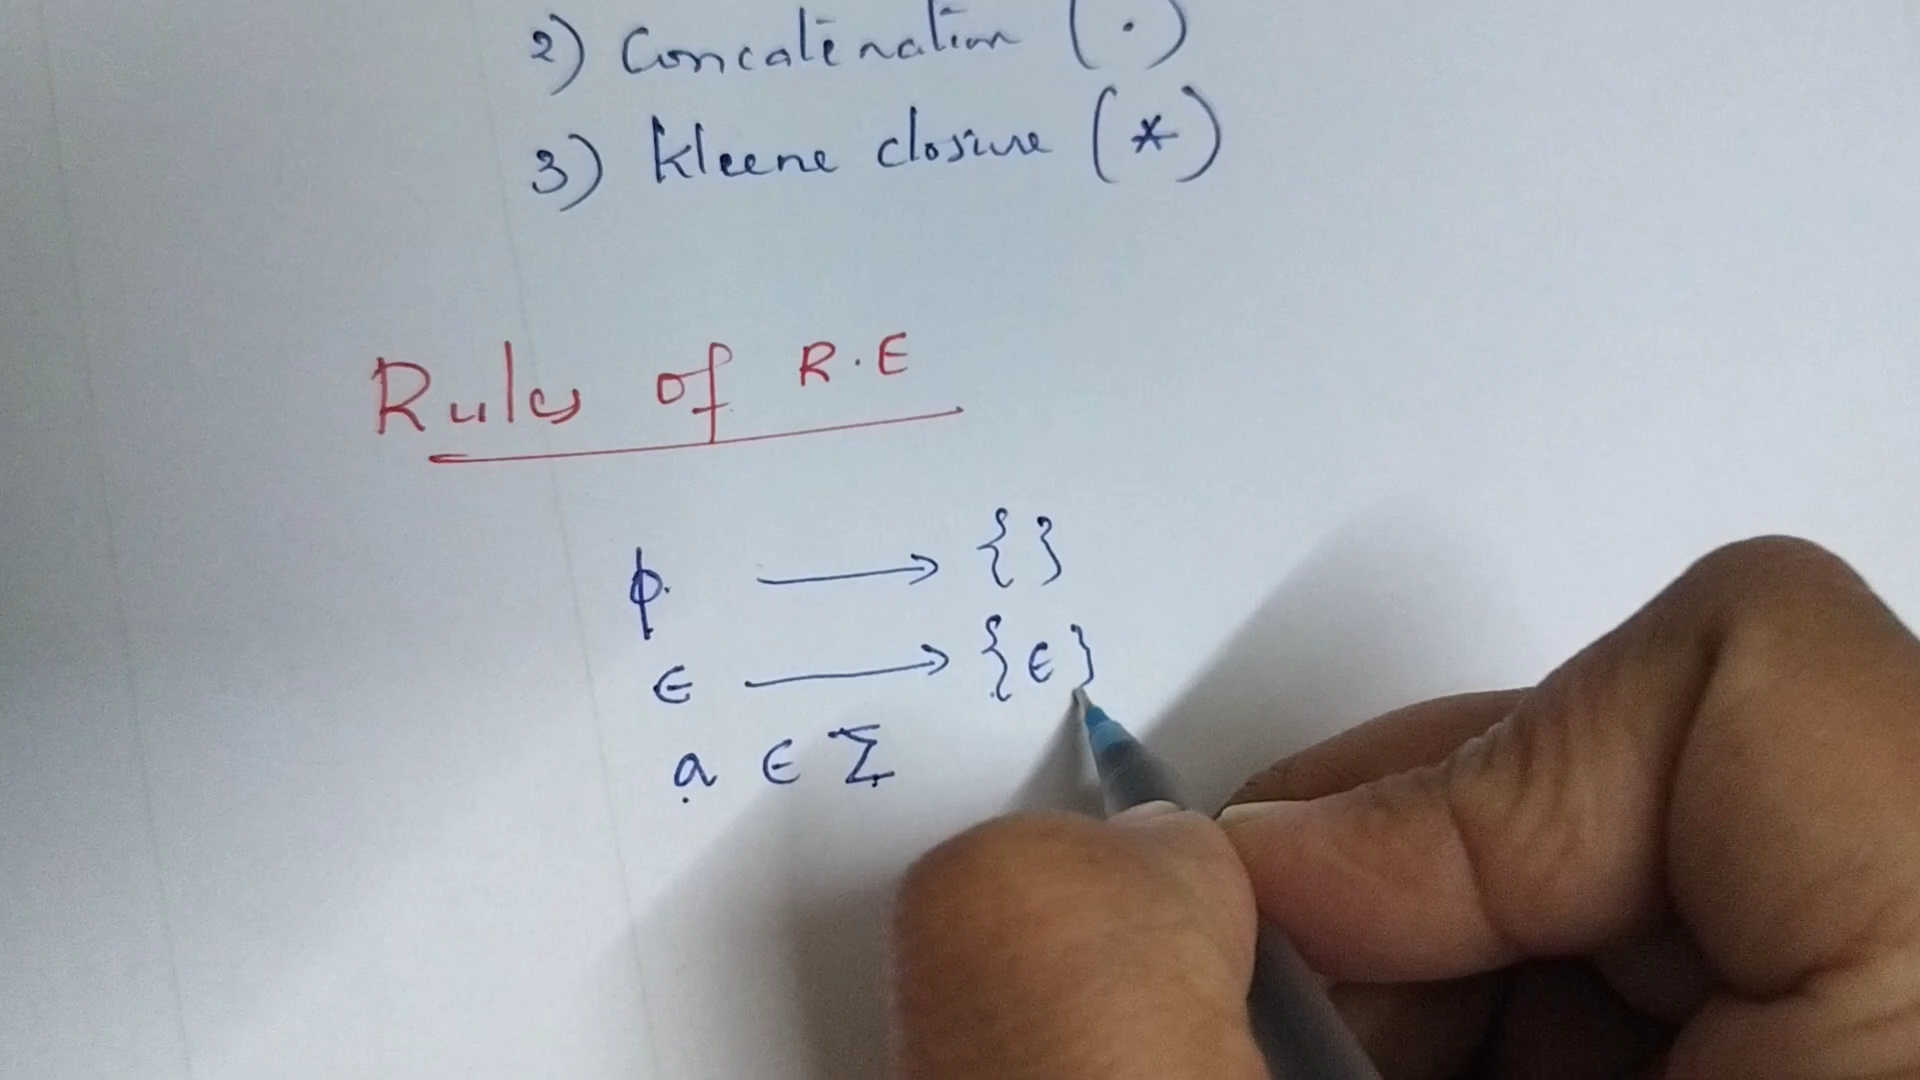 2) Concatenation (.)
3) Kleene closure (*)
Rules of R.E
ϕ. ⟶ {}
ϵ ⟶ {ϵ}
a ∈ Σ